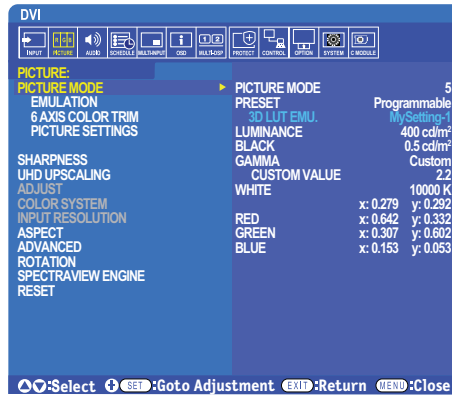 DVI
INPUT PICTURE AUDIO SCHEDULE MULTI-INPUT OSD MULTI-DSP PROTECT CONTROL OPTION SYSTEM C MODULE
PICTURE:
PICTURE MODE
EMULATION
6 AXIS COLOR TRIM
PICTURE SETTINGS
SHARPNESS
UHD UPSCALING
ADJUST
COLOR SYSTEM
INPUT RESOLUTION
ASPECT
ADVANCED
ROTATION
SPECTRAVIEW ENGINE
RESET
PICTURE MODE 5
PRESET Programmable
3D LUT EMU. MySetting-1
LUMINANCE 400 cd/m²
BLACK 0.5 cd/m²
GAMMA Custom
CUSTOM VALUE 2.2
WHITE 10000 K
x: 0.279 y: 0.292
RED x: 0.642 y: 0.332
GREEN x: 0.307 y: 0.602
BLUE x: 0.153 y: 0.053
:Select SET :Goto Adjustment EXIT :Return MENU :Close